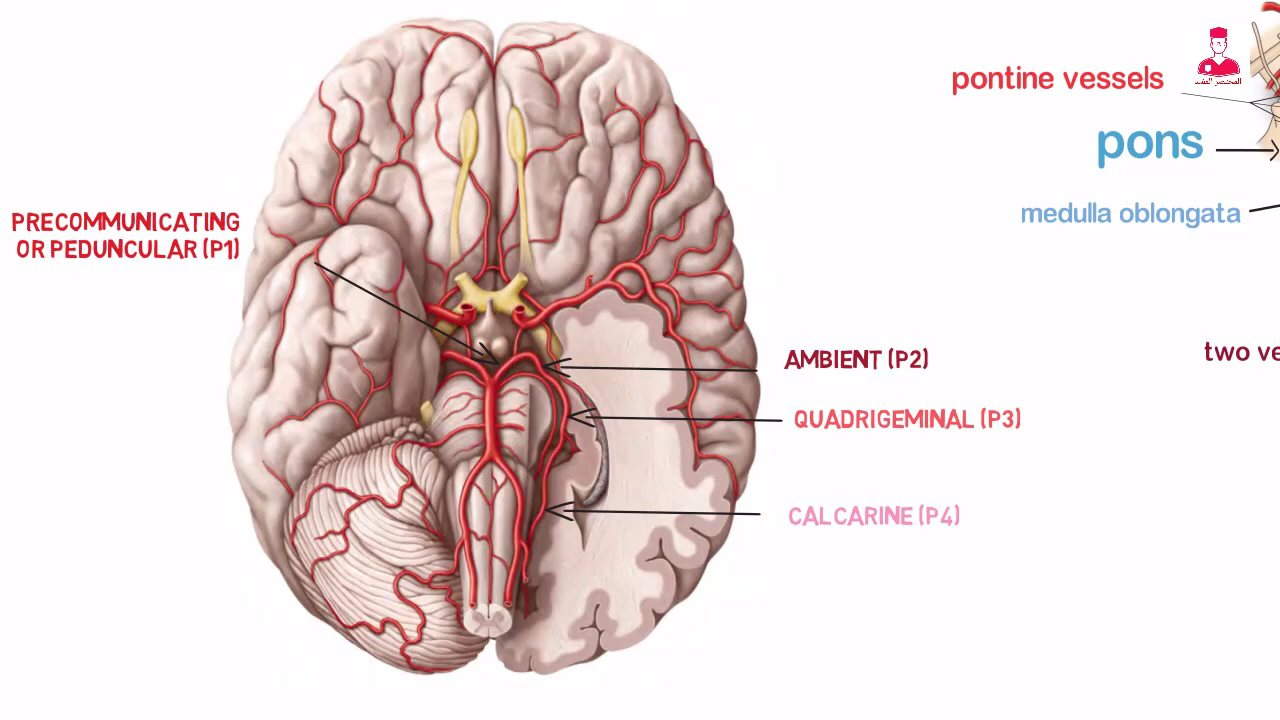 pontine vessels
pons
medulla oblongata
PRECOMMUNICATING
OR PEDUNCULAR (P1)
two ve
AMBIENT (P2)
QUADRIGEMINAL (P3)
CALCARINE (P4)